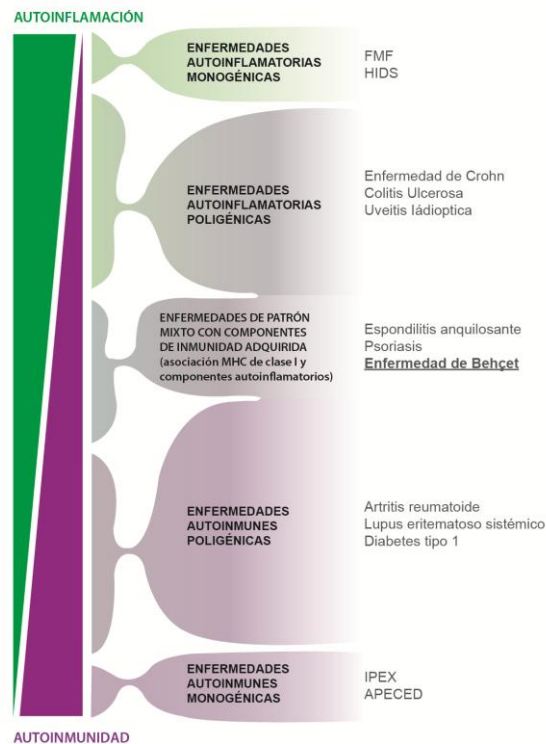 AUTOINFLAMACIÓN
ENFERMEDADES
AUTOINFLAMATORIAS
MONOGÉNICAS
FMF
HIDS
ENFERMEDADES
AUTOINFLAMATORIAS
POLIGÉNICAS
Enfermedad de Crohn
Colitis Ulcerosa
Uveitis Iádioptica
ENFERMEDADES DE PATRÓN
MIXTO CON COMPONENTES
DE INMUNIDAD ADQUIRIDA
(asociación MHC de clase I y
componentes autoinflamatorios)
Espondilitis anquilosante
Psoriasis
Enfermedad de Behçet
ENFERMEDADES
AUTOINMUNES
POLIGÉNICAS
Artritis reumatoide
Lupus eritematoso sistémico
Diabetes tipo 1
ENFERMEDADES
AUTOINMUNES
MONOGÉNICAS
IPEX
APECED
AUTOINMUNIDAD